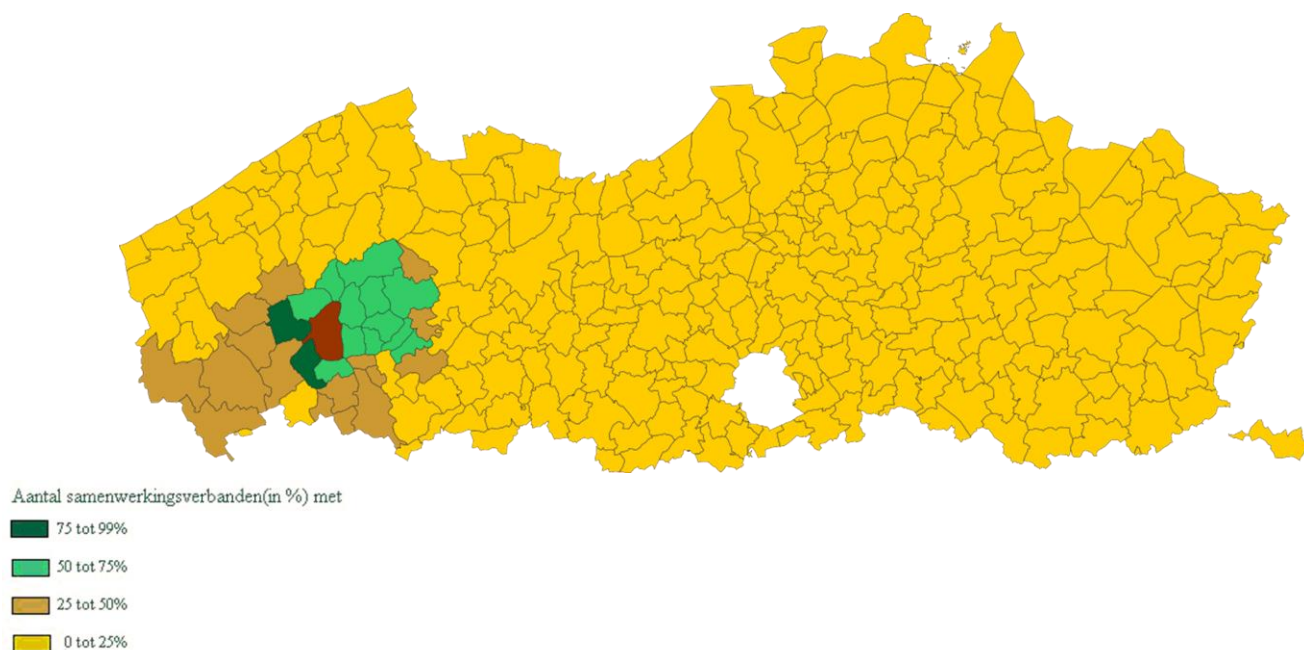 Aantal samenwerkingsverbanden(in %) met
75 tot 99%
50 tot 75%
25 tot 50%
0 tot 25%